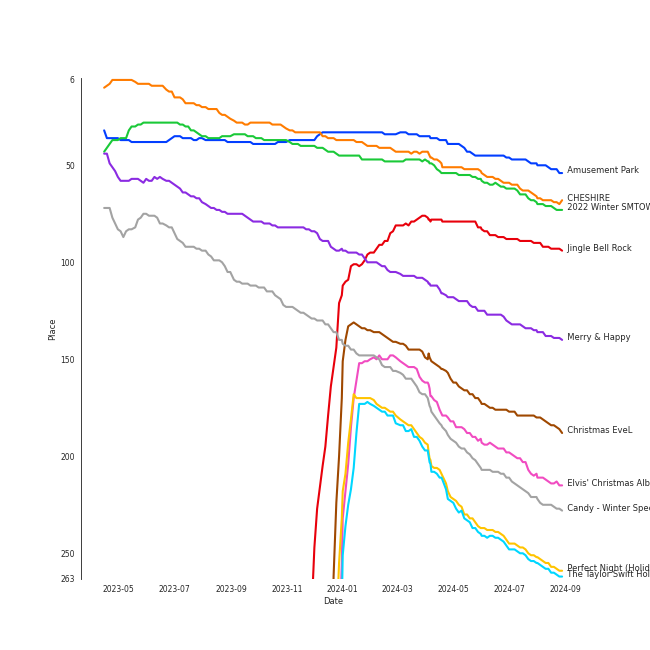 6
50
100
150
200
250
263
Place
2023-05
2023-07
2023-09
2023-11
2024-01
2024-03
2024-05
2024-07
2024-09
Date
Amusement Park
CHESHIRE
2022 Winter SMTOW
Jingle Bell Rock
Merry & Happy
Christmas EveL
Elvis' Christmas Alb
Candy - Winter Spec
Perfect Night (Holid
The Taylor Swift Hol